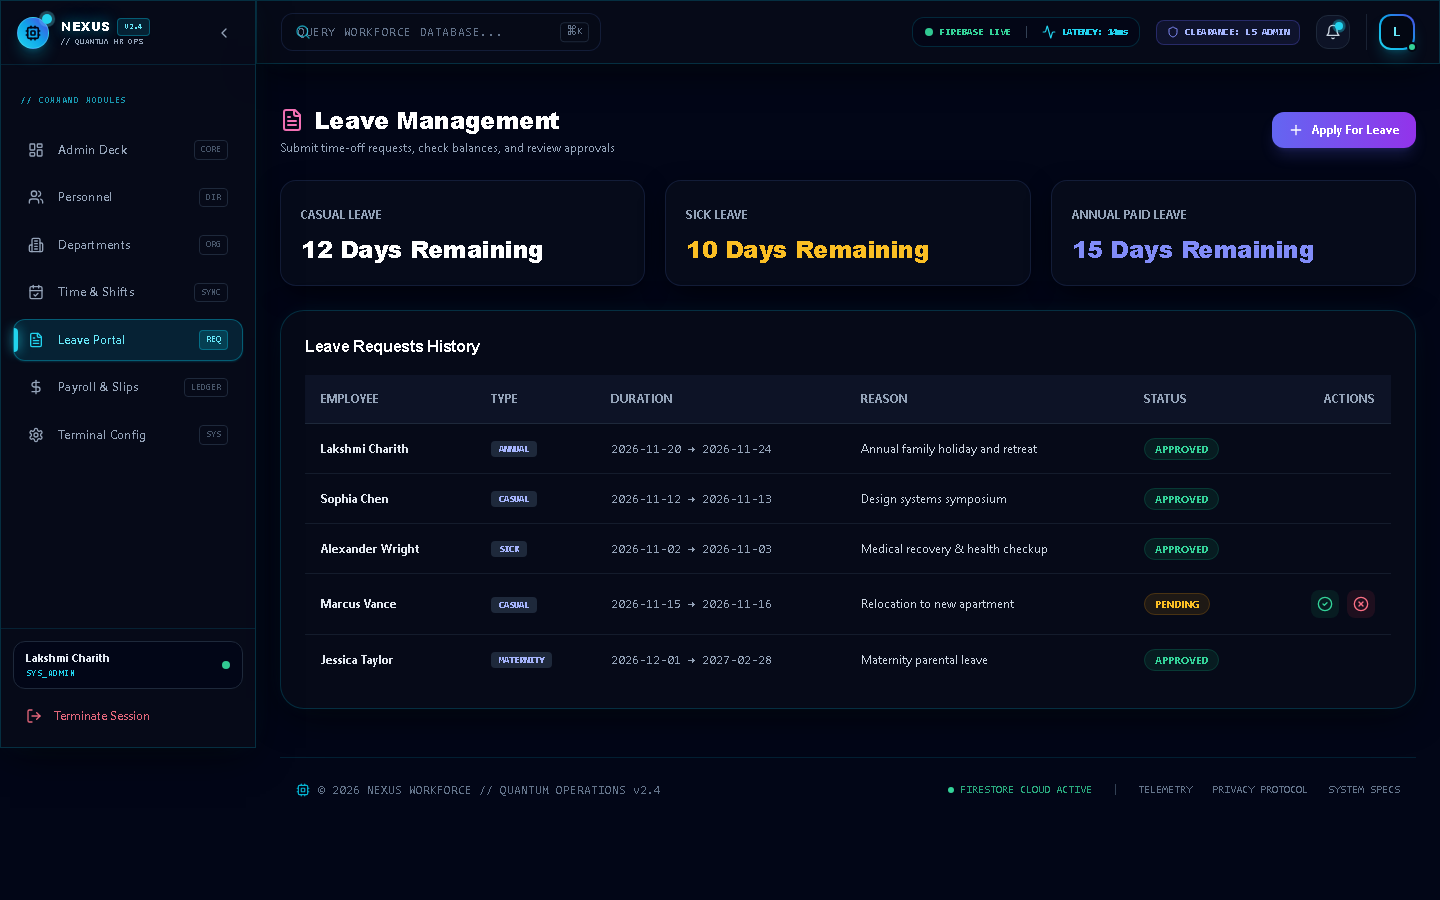 NEXUS V2.4
// QUANTUM HR OPS
QUERY WORKFORCE DATABASE... ⌘K
FIREBASE LIVE | LATENCY: 14ms
CLEARANCE: L5 ADMIN
L
// COMMAND MODULES
Admin Deck CORE
Personnel DIR
Departments ORG
Time & Shifts SYNC
Leave Portal REQ
Payroll & Slips LEDGER
Terminal Config SYS
Lakshmi Charith
SYS_ADMIN
Terminate Session
Leave Management
Submit time-off requests, check balances, and review approvals
+ Apply For Leave
CASUAL LEAVE
12 Days Remaining
SICK LEAVE
10 Days Remaining
ANNUAL PAID LEAVE
15 Days Remaining
Leave Requests History
EMPLOYEE TYPE DURATION REASON STATUS ACTIONS
Lakshmi Charith ANNUAL 2026-11-20 → 2026-11-24 Annual family holiday and retreat APPROVED
Sophia Chen CASUAL 2026-11-12 → 2026-11-13 Design systems symposium APPROVED
Alexander Wright SICK 2026-11-02 → 2026-11-03 Medical recovery & health checkup APPROVED
Marcus Vance CASUAL 2026-11-15 → 2026-11-16 Relocation to new apartment PENDING
Jessica Taylor MATERNITY 2026-12-01 → 2027-02-28 Maternity parental leave APPROVED
© 2026 NEXUS WORKFORCE // QUANTUM OPERATIONS v2.4
FIRESTORE CLOUD ACTIVE | TELEMETRY PRIVACY PROTOCOL SYSTEM SPECS